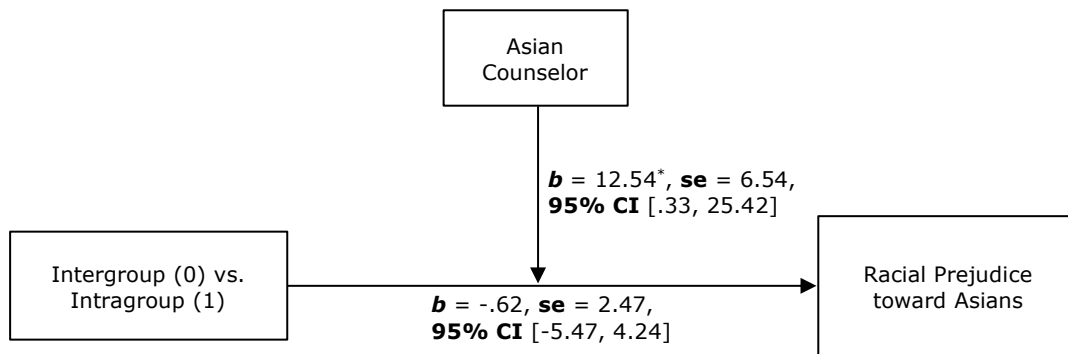 Asian
Counselor
b = 12.54*, se = 6.54,
95% CI [.33, 25.42]
Intergroup (0) vs.
Intragroup (1)
Racial Prejudice
toward Asians
b = -.62, se = 2.47,
95% CI [-5.47, 4.24]